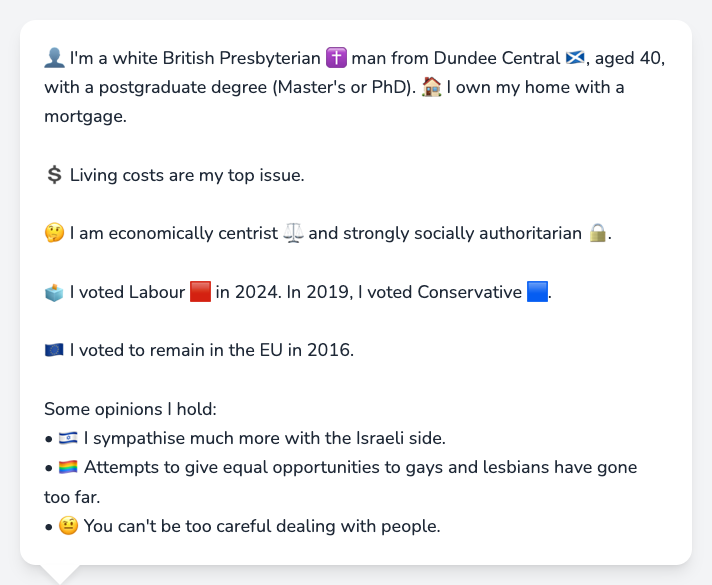 👤 I'm a white British Presbyterian ✝️ man from Dundee Central 🏴󠁧󠁢󠁳󠁣󠁴󠁿, aged 40,
with a postgraduate degree (Master's or PhD). 🏠 I own my home with a
mortgage.
💲 Living costs are my top issue.
🤔 I am economically centrist ⚖️ and strongly socially authoritarian 🔒.
🗳️ I voted Labour 🟥 in 2024. In 2019, I voted Conservative 🟦.
🇪🇺 I voted to remain in the EU in 2016.
Some opinions I hold:
• 🇮🇱 I sympathise much more with the Israeli side.
• 🏳️‍🌈 Attempts to give equal opportunities to gays and lesbians have gone
too far.
• 🤨 You can't be too careful dealing with people.